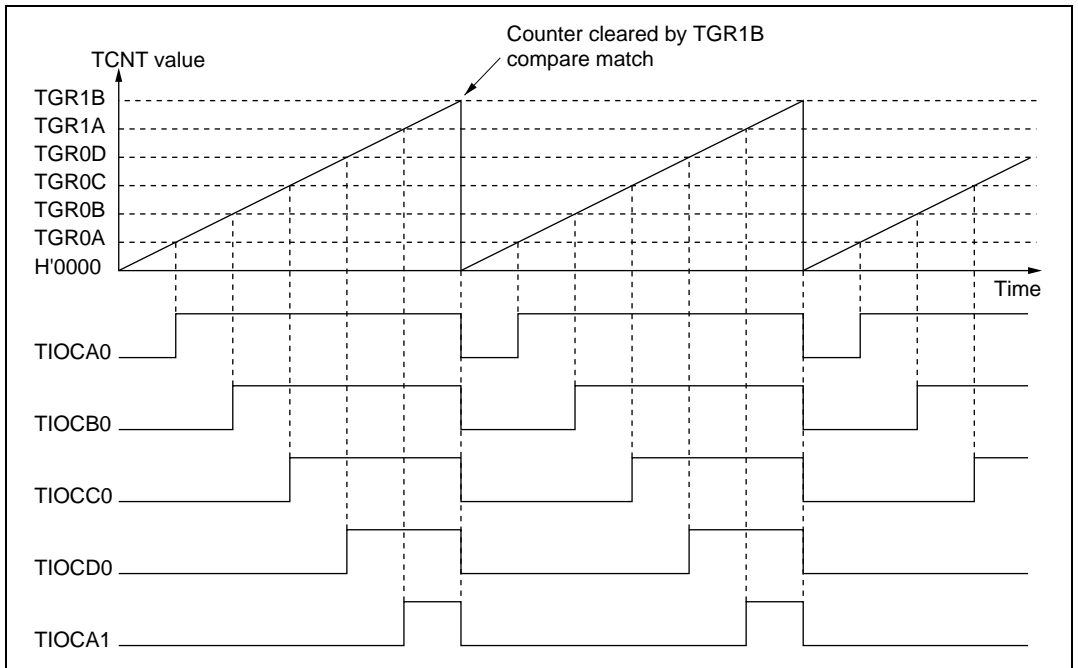 Counter cleared by TGR1B
compare match
TCNT value
TGR1B
TGR1A
TGR0D
TGR0C
TGR0B
TGR0A
H'0000
Time
TIOCA0
TIOCB0
TIOCC0
TIOCD0
TIOCA1